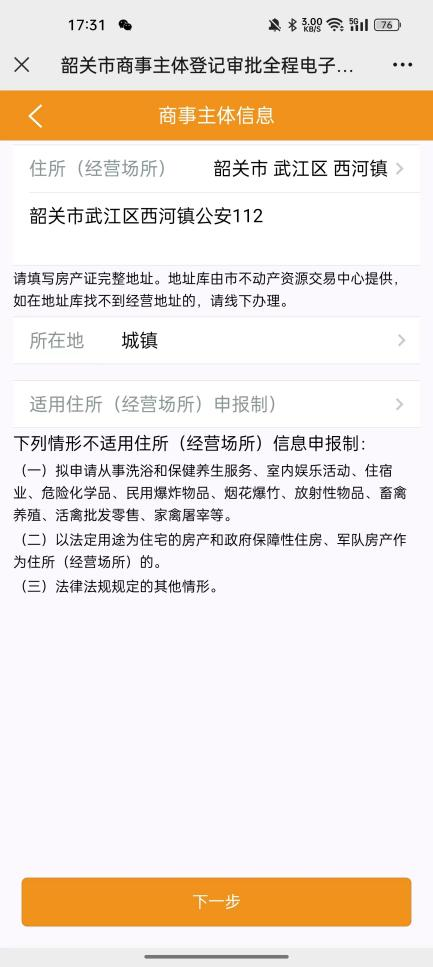 17:31 3.00 KB/S 5G 76
韶关市商事主体登记审批全程电子...
商事主体信息
住所（经营场所） 韶关市 武江区 西河镇
韶关市武江区西河镇公安112
请填写房产证完整地址。地址库由市不动产资源交易中心提供，
如在地址库找不到经营地址的，请线下办理。
所在地 城镇
适用住所（经营场所）申报制）
下列情形不适用住所（经营场所）信息申报制：
（一）拟申请从事洗浴和保健养生服务、室内娱乐活动、住宿
业、危险化学品、民用爆炸物品、烟花爆竹、放射性物品、畜禽
养殖、活禽批发零售、家禽屠宰等。
（二）以法定用途为住宅的房产和政府保障性住房、军队房产作
为住所（经营场所）的。
（三）法律法规规定的其他情形。
下一步